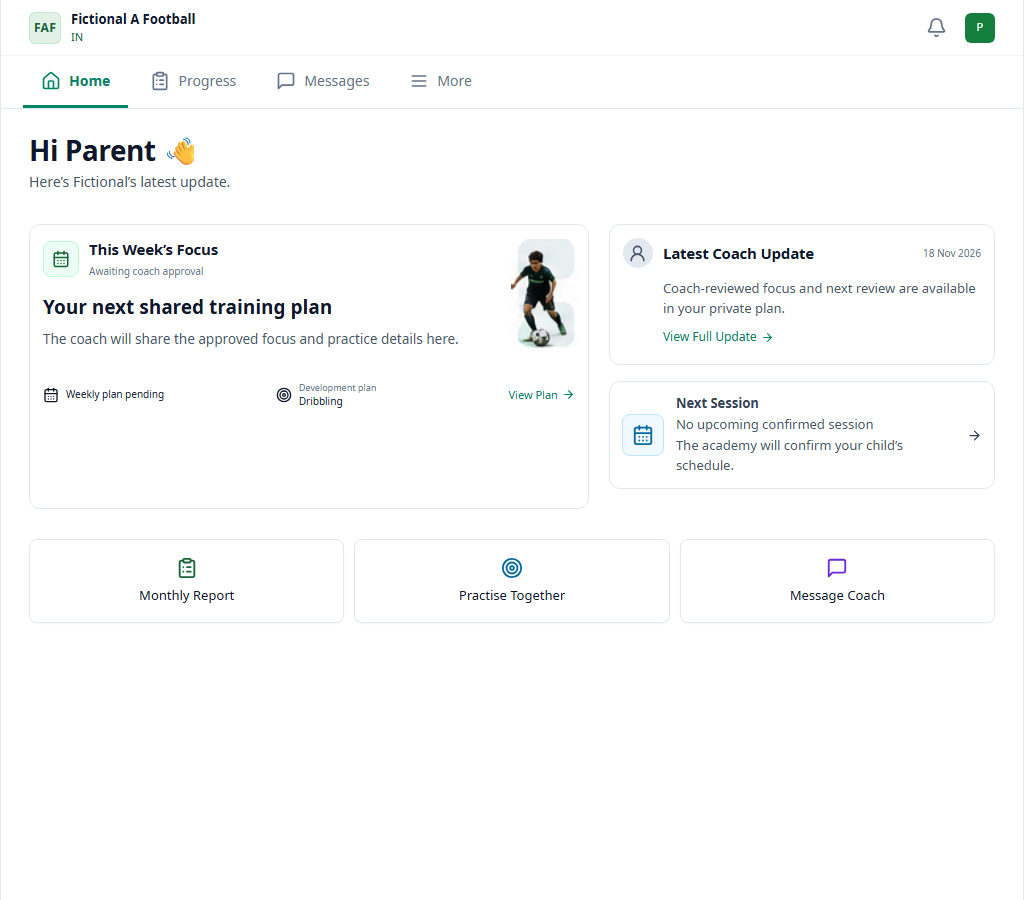 FAF
Fictional A Football
IN
P
Home
Progress
Messages
More
Hi Parent 👋
Here’s Fictional’s latest update.
This Week’s Focus
Awaiting coach approval
Your next shared training plan
The coach will share the approved focus and practice details here.
Weekly plan pending
Development plan
Dribbling
View Plan →
Latest Coach Update
18 Nov 2026
Coach-reviewed focus and next review are available
in your private plan.
View Full Update →
Next Session
No upcoming confirmed session
The academy will confirm your child’s
schedule.
Monthly Report
Practise Together
Message Coach